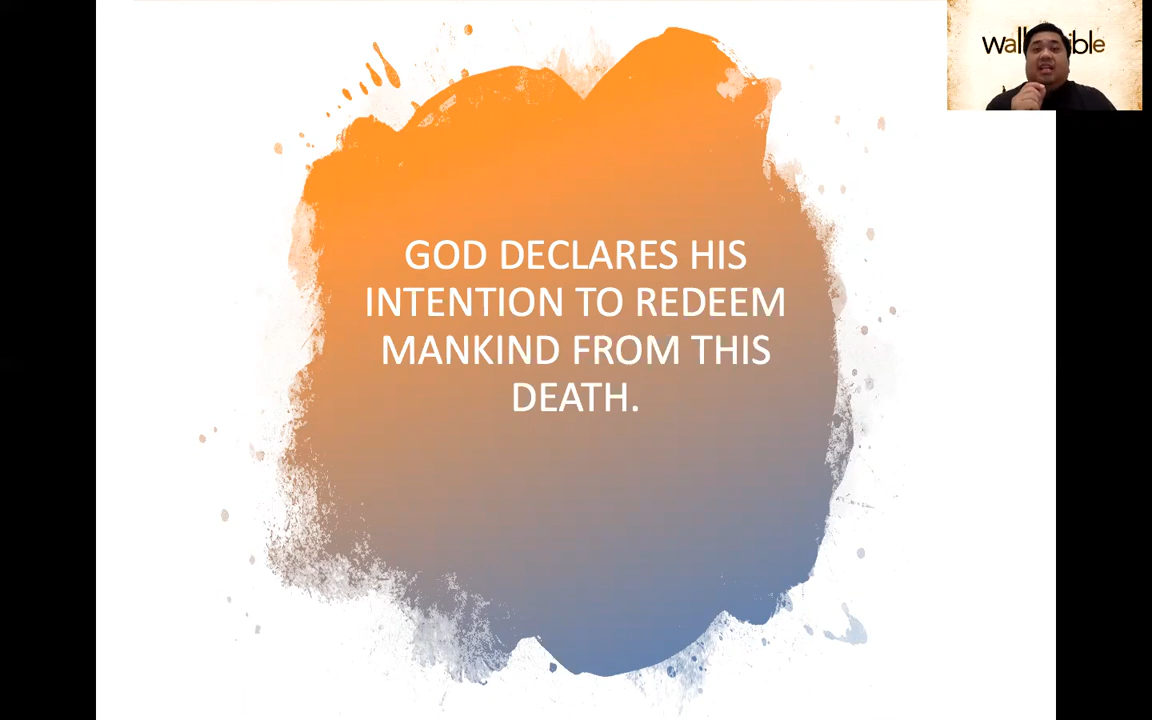 GOD DECLARES HIS
INTENTION TO REDEEM
MANKIND FROM THIS
DEATH.